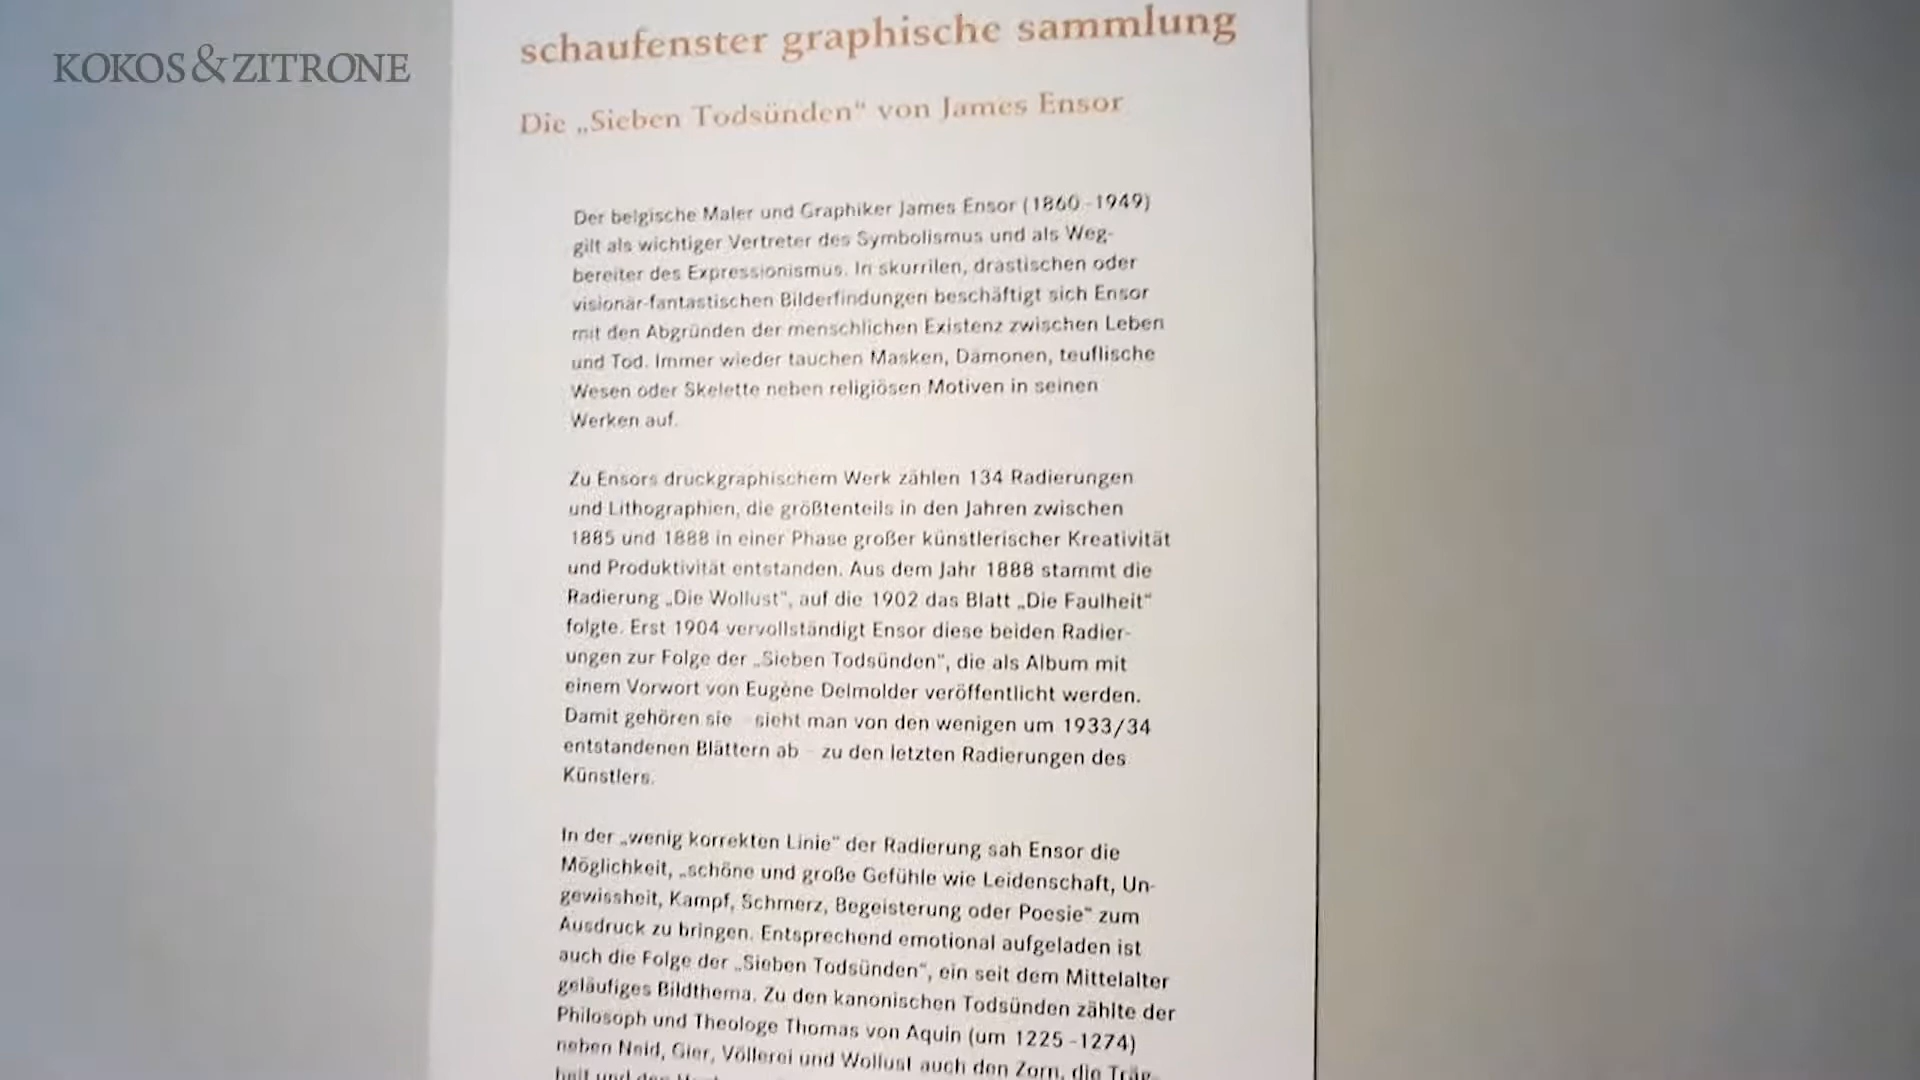 KOKOS&ZITRONE
schaufenster graphische sammlung
Die „Sieben Todsünden“ von James Ensor
Der belgische Maler und Graphiker James Ensor (1860-1949)
gilt als wichtiger Vertreter des Symbolismus und als Weg-
bereiter des Expressionismus. In skurrilen, drastischen oder
visionär-fantastischen Bilderfindungen beschäftigt sich Ensor
mit den Abgründen der menschlichen Existenz zwischen Leben
und Tod. Immer wieder tauchen Masken, Dämonen, teuflische
Wesen oder Skelette neben religiösen Motiven in seinen
Werken auf.
Zu Ensors druckgraphischem Werk zählen 134 Radierungen
und Lithographien, die größtenteils in den Jahren zwischen
1885 und 1888 in einer Phase großer künstlerischer Kreativität
und Produktivität entstanden. Aus dem Jahr 1888 stammt die
Radierung „Die Wollust“, auf die 1902 das Blatt „Die Faulheit“
folgte. Erst 1904 vervollständigt Ensor diese beiden Radier-
ungen zur Folge der „Sieben Todsünden“, die als Album mit
einem Vorwort von Eugène Delmolder veröffentlicht werden.
Damit gehören sie – sieht man von den wenigen um 1933/34
entstandenen Blättern ab – zu den letzten Radierungen des
Künstlers.
In der „wenig korrekten Linie“ der Radierung sah Ensor die
Möglichkeit, „schöne und große Gefühle wie Leidenschaft, Un-
gewissheit, Kampf, Schmerz, Begeisterung oder Poesie“ zum
Ausdruck zu bringen. Entsprechend emotional aufgeladen ist
auch die Folge der „Sieben Todsünden“, ein seit dem Mittelalter
geläufiges Bildthema. Zu den kanonischen Todsünden zählte der
Philosoph und Theologe Thomas von Aquin (um 1225-1274)
neben Neid, Gier, Völlerei und Wollust auch den Zorn, die Träg-
heit und den